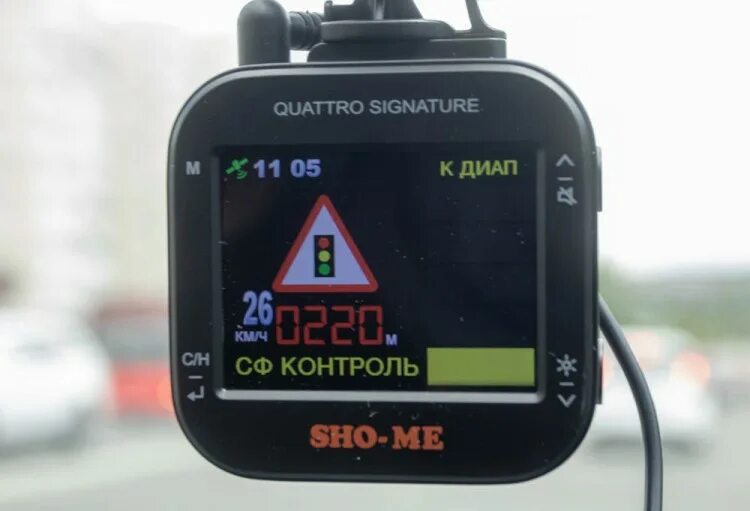 QUATTRO SIGNATURE
M
11 05 К ДИАП
26
КМ/Ч 0220 М
С/Н
СФ КОНТРОЛЬ
SHO-ME